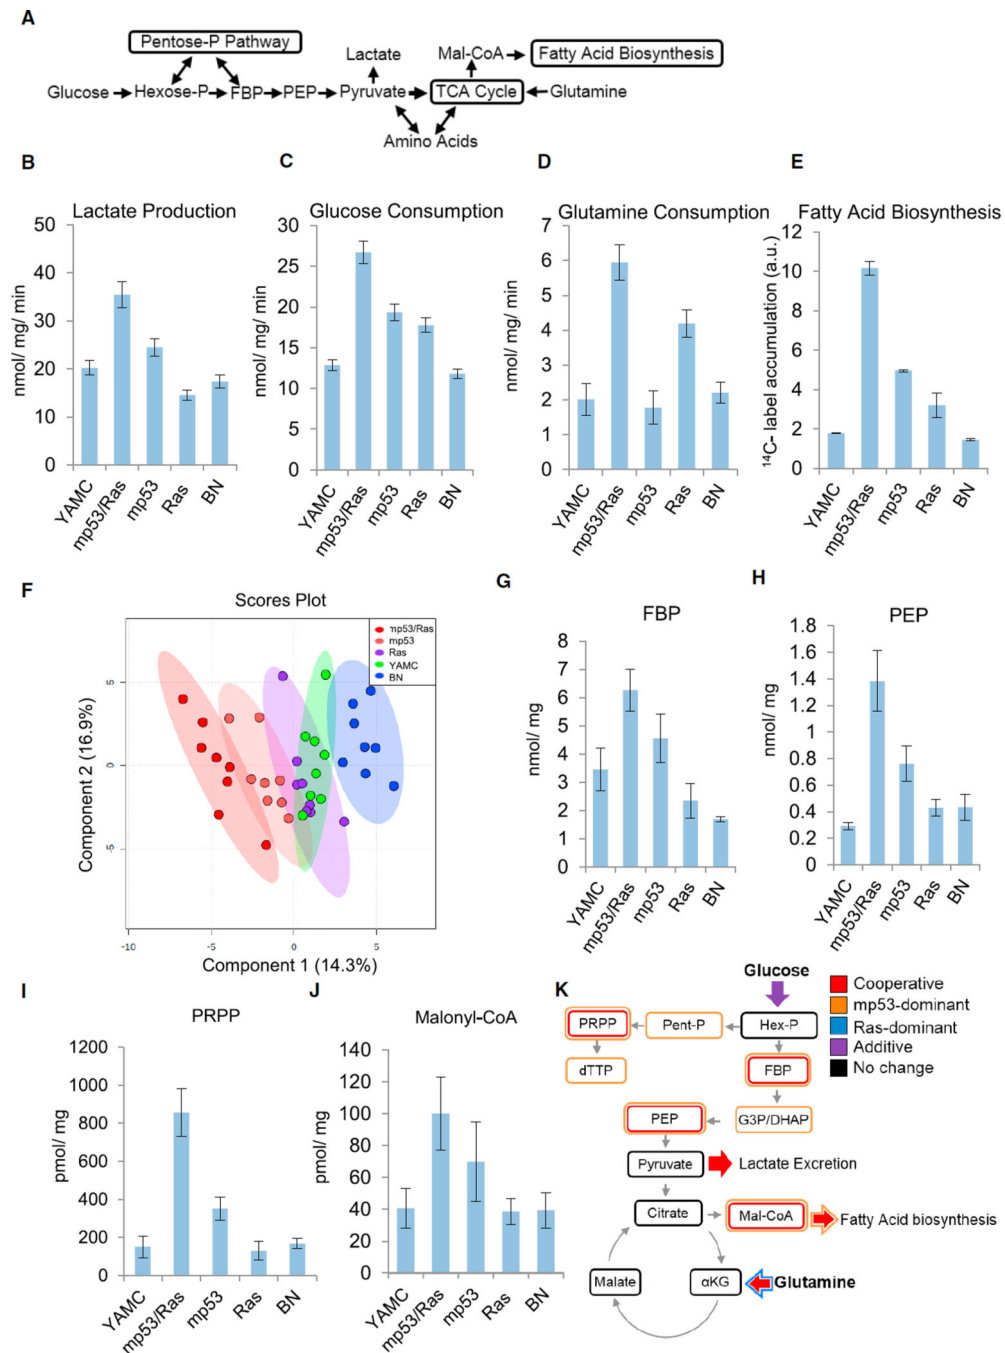 A
Pentose-P Pathway
Lactate
Mal-CoA
Fatty Acid Biosynthesis
Glucose
Hexose-P
FBP
PEP
Pyruvate
TCA Cycle
Glutamine
Amino Acids
B
Lactate Production
nmol/ mg/ min
50
40
30
20
10
0
YAMC
mp53/Ras
mp53
Ras
BN
C
Glucose Consumption
nmol/ mg/ min
30
25
20
15
10
5
0
YAMC
mp53/Ras
mp53
Ras
BN
D
Glutamine Consumption
nmol/ mg/ min
7
6
5
4
3
2
1
0
YAMC
mp53/Ras
mp53
Ras
BN
E
Fatty Acid Biosynthesis
¹⁴C- label accumulation (a.u.)
12
10
8
6
4
2
0
YAMC
mp53/Ras
mp53
Ras
BN
F
Scores Plot
mp53/Ras
mp53
Ras
YAMC
BN
Component 2 (16.9%)
5
0
-5
-10
-5
0
5
Component 1 (14.3%)
G
FBP
nmol/ mg
8
7
6
5
4
3
2
1
0
YAMC
mp53/Ras
mp53
Ras
BN
H
PEP
nmol/ mg
1.8
1.6
1.4
1.2
1
0.8
0.6
0.4
0.2
0
YAMC
mp53/Ras
mp53
Ras
BN
I
PRPP
pmol/ mg
1200
1000
800
600
400
200
0
YAMC
mp53/Ras
mp53
Ras
BN
J
Malonyl-CoA
pmol/ mg
140
120
100
80
60
40
20
0
YAMC
mp53/Ras
mp53
Ras
BN
K
Glucose
PRPP
Pent-P
Hex-P
dTTP
FBP
PEP
G3P/DHAP
Pyruvate
Lactate Excretion
Citrate
Mal-CoA
Fatty Acid biosynthesis
Malate
αKG
Glutamine
Cooperative
mp53-dominant
Ras-dominant
Additive
No change